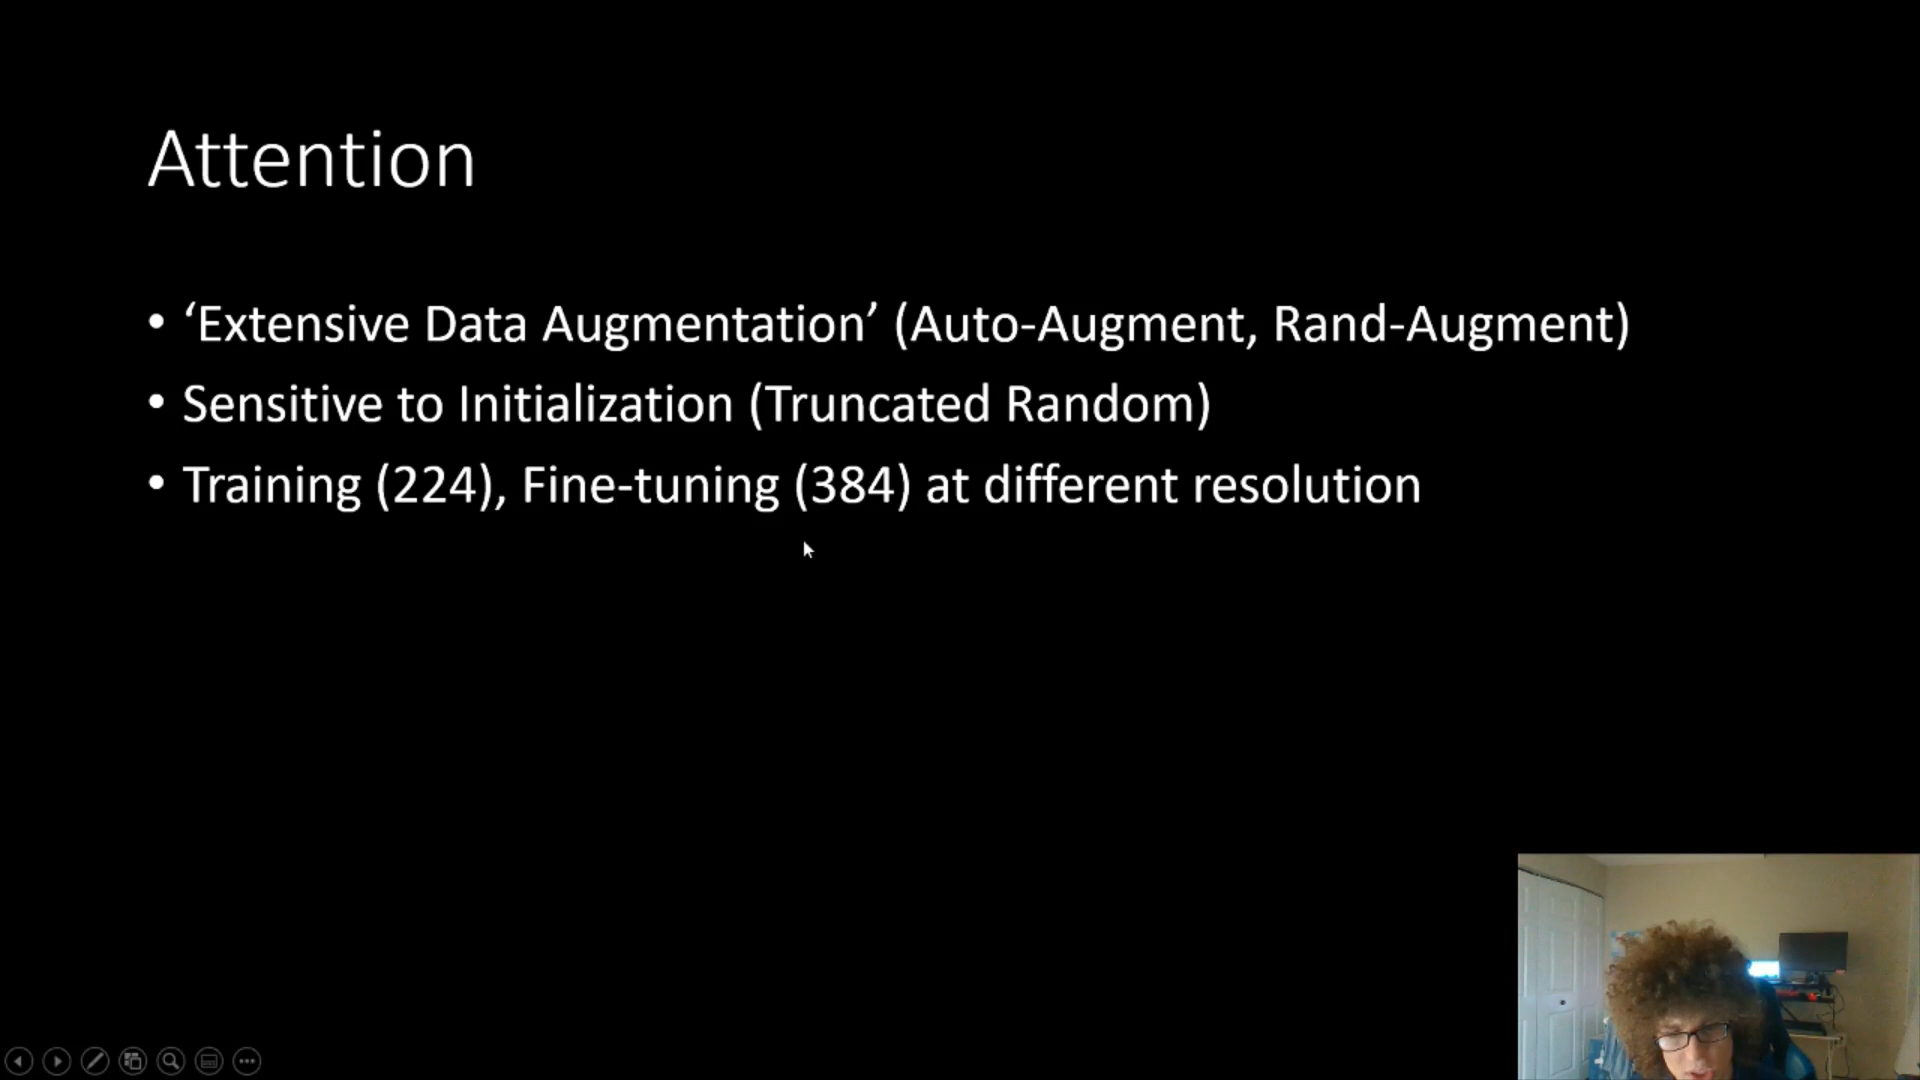 Attention
• ‘Extensive Data Augmentation’ (Auto-Augment, Rand-Augment)
• Sensitive to Initialization (Truncated Random)
• Training (224), Fine-tuning (384) at different resolution